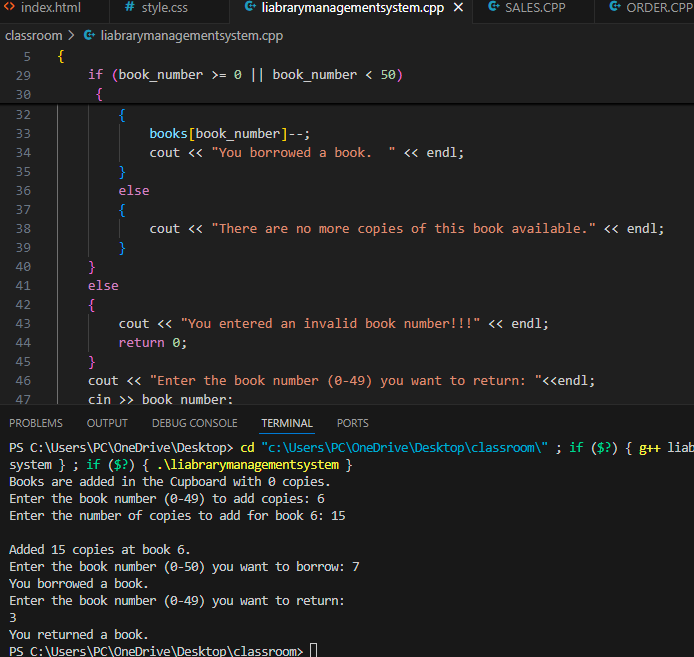 <> index.html # style.css liabrarymanagementsystem.cpp × SALES.CPP ORDER.CPP
classroom > liabrarymanagementsystem.cpp
5 {
29 if (book_number >= 0 || book_number < 50)
30 {
32 {
33 books[book_number]--;
34 cout << "You borrowed a book.  " << endl;
35 }
36 else
37 {
38 cout << "There are no more copies of this book available." << endl;
39 }
40 }
41 else
42 {
43 cout << "You entered an invalid book number!!!" << endl;
44 return 0;
45 }
46 cout << "Enter the book number (0-49) you want to return: "<<endl;
47 cin >> book_number;
PROBLEMS OUTPUT DEBUG CONSOLE TERMINAL PORTS
PS C:\Users\PC\OneDrive\Desktop> cd "c:\Users\PC\OneDrive\Desktop\classroom\" ; if ($?) { g++ liab
system } ; if ($?) { .\liabrarymanagementsystem }
Books are added in the Cupboard with 0 copies.
Enter the book number (0-49) to add copies: 6
Enter the number of copies to add for book 6: 15
Added 15 copies at book 6.
Enter the book number (0-50) you want to borrow: 7
You borrowed a book.
Enter the book number (0-49) you want to return:
3
You returned a book.
PS C:\Users\PC\OneDrive\Desktop\classroom>